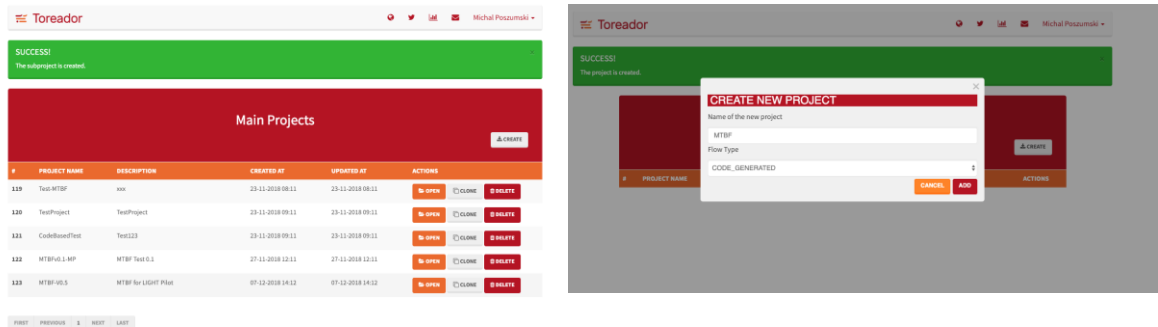 Toreador
Michal Poszumski
SUCCESS!
The subproject is created.
Main Projects
CREATE
# PROJECT NAME DESCRIPTION CREATED AT UPDATED AT ACTIONS
119 Test-MTBF xxx 23-11-2018 08:11 23-11-2018 08:11 OPEN CLONE DELETE
120 TestProject TestProject 23-11-2018 09:11 23-11-2018 09:11 OPEN CLONE DELETE
121 CodeBasedTest Test123 23-11-2018 09:11 23-11-2018 09:11 OPEN CLONE DELETE
122 MTBFv0.1-MP MTBF Test 0.1 27-11-2018 12:11 27-11-2018 12:11 OPEN CLONE DELETE
123 MTBF-V0.5 MTBF for LIGHT Pilot 07-12-2018 14:12 07-12-2018 14:12 OPEN CLONE DELETE
FIRST PREVIOUS 1 NEXT LAST
Toreador
Michal Poszumski
SUCCESS!
The project is created.
×
CREATE NEW PROJECT
Name of the new project
MTBF
Flow Type
CODE_GENERATED
CANCEL ADD
CREATE
# PROJECT NAME ACTIONS